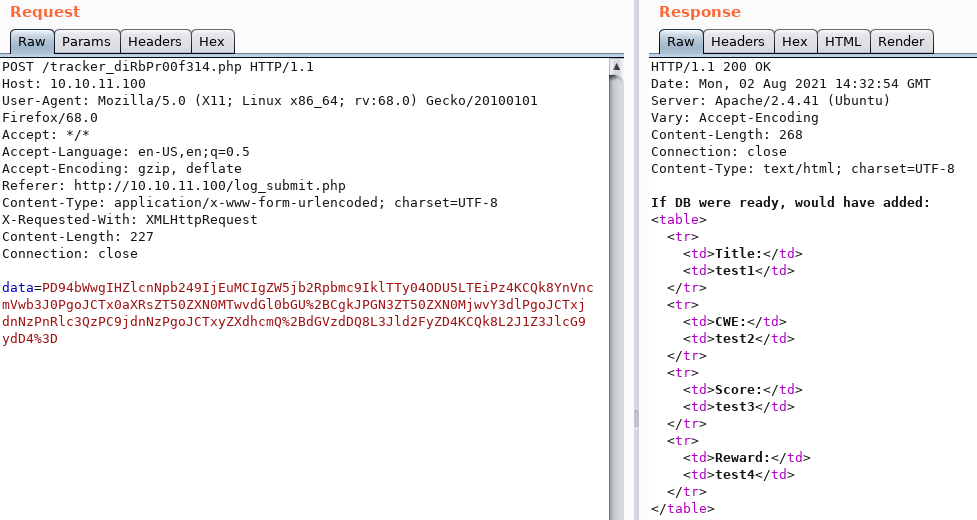 Request
Raw Params Headers Hex
POST /tracker_diRbPr00f314.php HTTP/1.1
Host: 10.10.11.100
User-Agent: Mozilla/5.0 (X11; Linux x86_64; rv:68.0) Gecko/20100101
Firefox/68.0
Accept: */*
Accept-Language: en-US,en;q=0.5
Accept-Encoding: gzip, deflate
Referer: http://10.10.11.100/log_submit.php
Content-Type: application/x-www-form-urlencoded; charset=UTF-8
X-Requested-With: XMLHttpRequest
Content-Length: 227
Connection: close
data=PD94bWwgIHZlcnNpb249IjEuMCIgZW5jb2Rpbmc9IklTTy04ODU5LTEiPz4KCQk8YnVnc
mVwb3J0PgoJCTx0aXRsZT50ZXN0MTwvdGl0bGU%2BCgkJPGN3ZT50ZXN0MjwvY3dlPgoJCTxj
dnNzPnRlc3QzPC9jdnNzPgoJCTxyZXdhcmQ%2BdGVzdDQ8L3Jld2FyZD4KCQk8L2J1Z3JlcG9
ydD4%3D
Response
Raw Headers Hex HTML Render
HTTP/1.1 200 OK
Date: Mon, 02 Aug 2021 14:32:54 GMT
Server: Apache/2.4.41 (Ubuntu)
Vary: Accept-Encoding
Content-Length: 268
Connection: close
Content-Type: text/html; charset=UTF-8
If DB were ready, would have added:
<table>
  <tr>
    <td>Title:</td>
    <td>test1</td>
  </tr>
  <tr>
    <td>CWE:</td>
    <td>test2</td>
  </tr>
  <tr>
    <td>Score:</td>
    <td>test3</td>
  </tr>
  <tr>
    <td>Reward:</td>
    <td>test4</td>
  </tr>
</table>